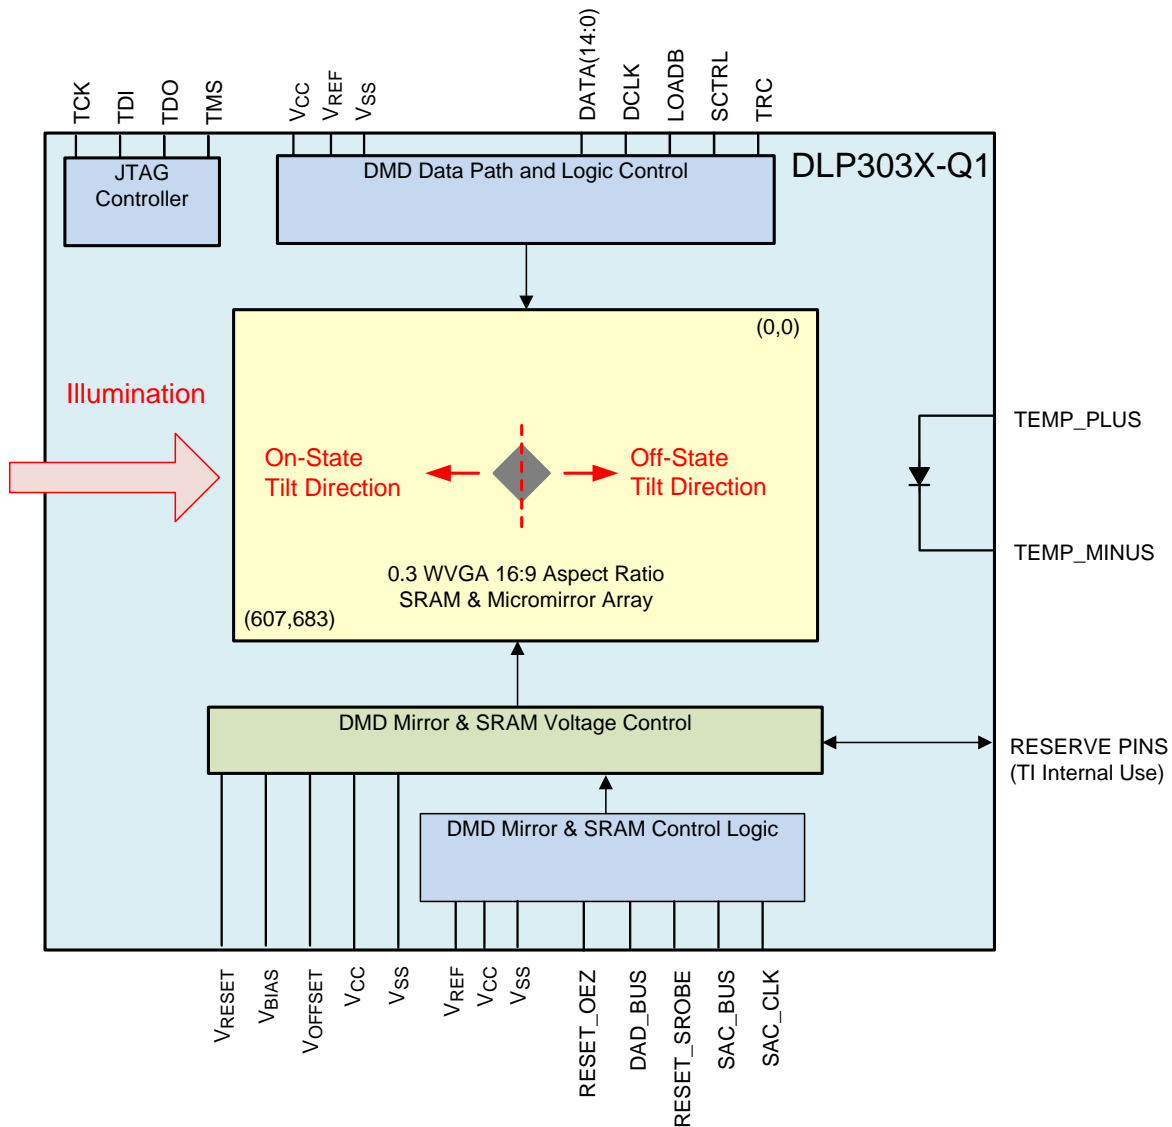 TCK
TDI
TDO
TMS
VCC
VREF
VSS
DATA(14:0)
DCLK
LOADB
SCTRL
TRC
JTAG
Controller
DMD Data Path and Logic Control
DLP303X-Q1
(0,0)
Illumination
On-State
Tilt Direction
Off-State
Tilt Direction
TEMP_PLUS
TEMP_MINUS
0.3 WVGA 16:9 Aspect Ratio
SRAM & Micromirror Array
(607,683)
DMD Mirror & SRAM Voltage Control
RESERVE PINS
(TI Internal Use)
DMD Mirror & SRAM Control Logic
VRESET
VBIAS
VOFFSET
VCC
VSS
VREF
VCC
VSS
RESET_OEZ
DAD_BUS
RESET_SROBE
SAC_BUS
SAC_CLK